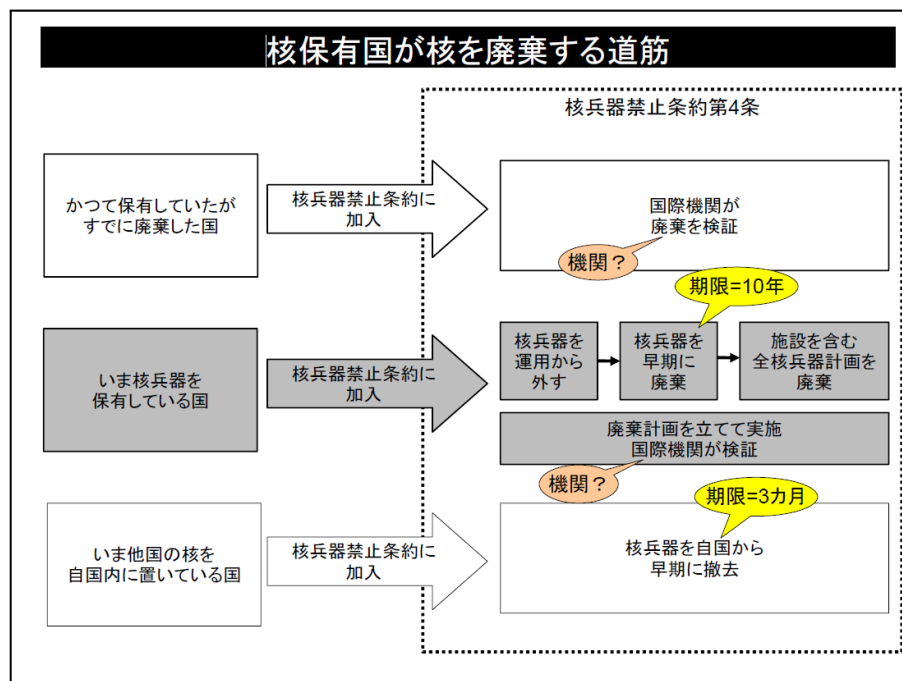 核保有国が核を廃棄する道筋
核兵器禁止条約第4条
かつて保有していたが
すでに廃棄した国
核兵器禁止条約に
加入
国際機関が
廃棄を検証
機関?
期限=10年
いま核兵器を
保有している国
核兵器禁止条約に
加入
核兵器を
運用から
外す
核兵器を
早期に
廃棄
施設を含む
全核兵器計画を
廃棄
廃棄計画を立てて実施
国際機関が検証
機関?
期限=3カ月
いま他国の核を
自国内に置いている国
核兵器禁止条約に
加入
核兵器を自国から
早期に撤去